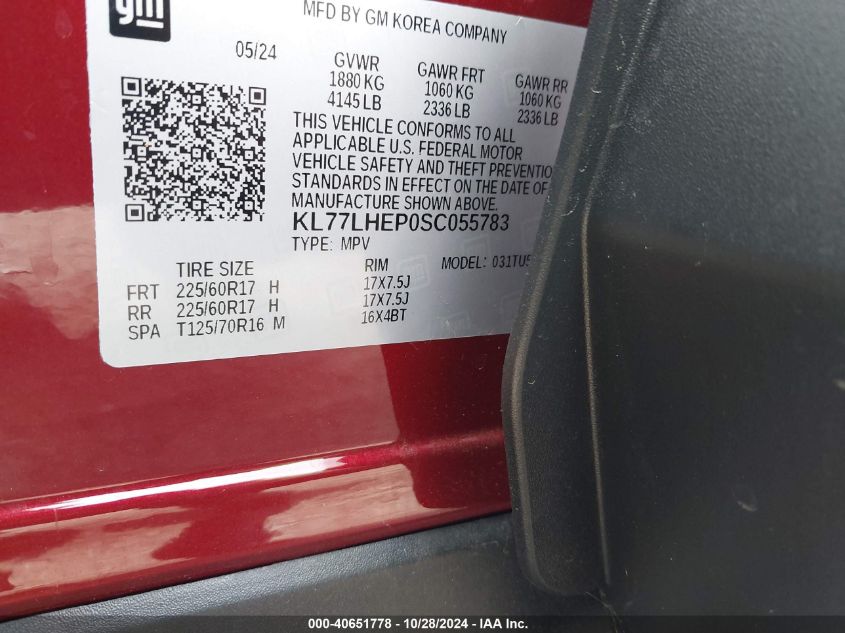 gm
MFD BY GM KOREA COMPANY
05/24
GVWR GAWR FRT GAWR RR
1880 KG 1060 KG 1060 KG
4145 LB 2336 LB 2336 LB
THIS VEHICLE CONFORMS TO ALL
APPLICABLE U.S. FEDERAL MOTOR
VEHICLE SAFETY AND THEFT PREVENTION
STANDARDS IN EFFECT ON THE DATE OF
MANUFACTURE SHOWN ABOVE.
KL77LHEP0SC055783
TYPE: MPV
TIRE SIZE RIM MODEL: 031TU5
FRT 225/60R17 H 17X7.5J
RR 225/60R17 H 17X7.5J
SPA T125/70R16 M 16X4BT
000-40651778 - 10/28/2024 - IAA Inc.